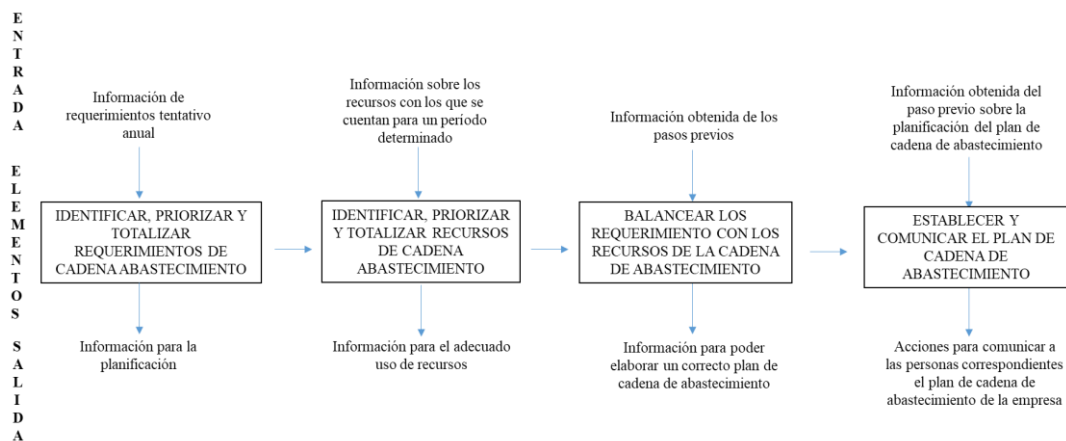 ENTRADA
ELEMENTOS
SALIDA
Información de
requerimientos tentativo
anual
Información sobre los
recursos con los que se
cuentan para un período
determinado
Información obtenida de los
pasos previos
Información obtenida del
paso previo sobre la
planificación del plan de
cadena de abastecimiento
IDENTIFICAR, PRIORIZAR Y
TOTALIZAR
REQUERIMIENTOS DE
CADENA ABASTECIMIENTO
IDENTIFICAR, PRIORIZAR
Y TOTALIZAR RECURSOS
DE CADENA
ABASTECIMIENTO
BALANCEAR LOS
REQUERIMIENTO CON LOS
RECURSOS DE LA CADENA
DE ABASTECIMIENTO
ESTABLECER Y
COMUNICAR EL PLAN DE
CADENA DE
ABASTECIMIENTO
Información para la
planificación
Información para el adecuado
uso de recursos
Información para poder
elaborar un correcto plan de
cadena de abastecimiento
Acciones para comunicar a
las personas correspondientes
el plan de cadena de
abastecimiento de la empresa